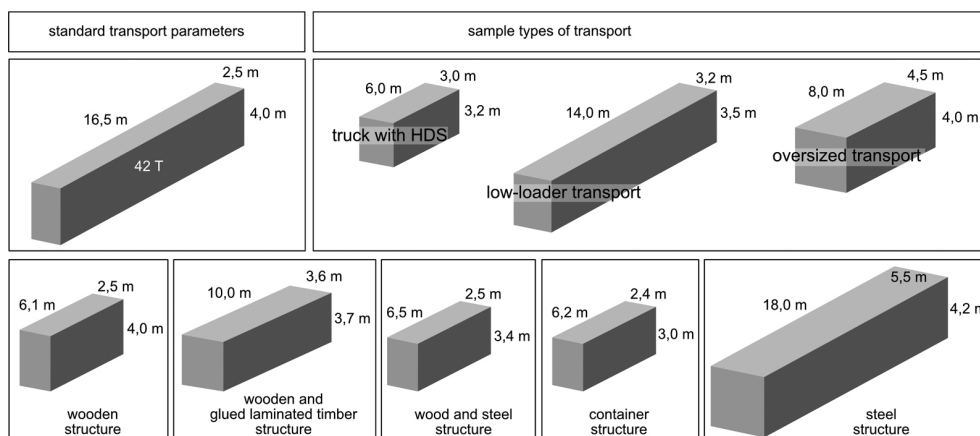 standard transport parameters
sample types of transport
2,5 m
16,5 m
4,0 m
42 T
3,0 m
6,0 m
3,2 m
truck with HDS
3,2 m
14,0 m
3,5 m
low-loader transport
4,5 m
8,0 m
4,0 m
oversized transport
2,5 m
6,1 m
4,0 m
wooden
structure
3,6 m
10,0 m
3,7 m
wooden and
glued laminated timber
structure
2,5 m
6,5 m
3,4 m
wood and steel
structure
2,4 m
6,2 m
3,0 m
container
structure
5,5 m
18,0 m
4,2 m
steel
structure